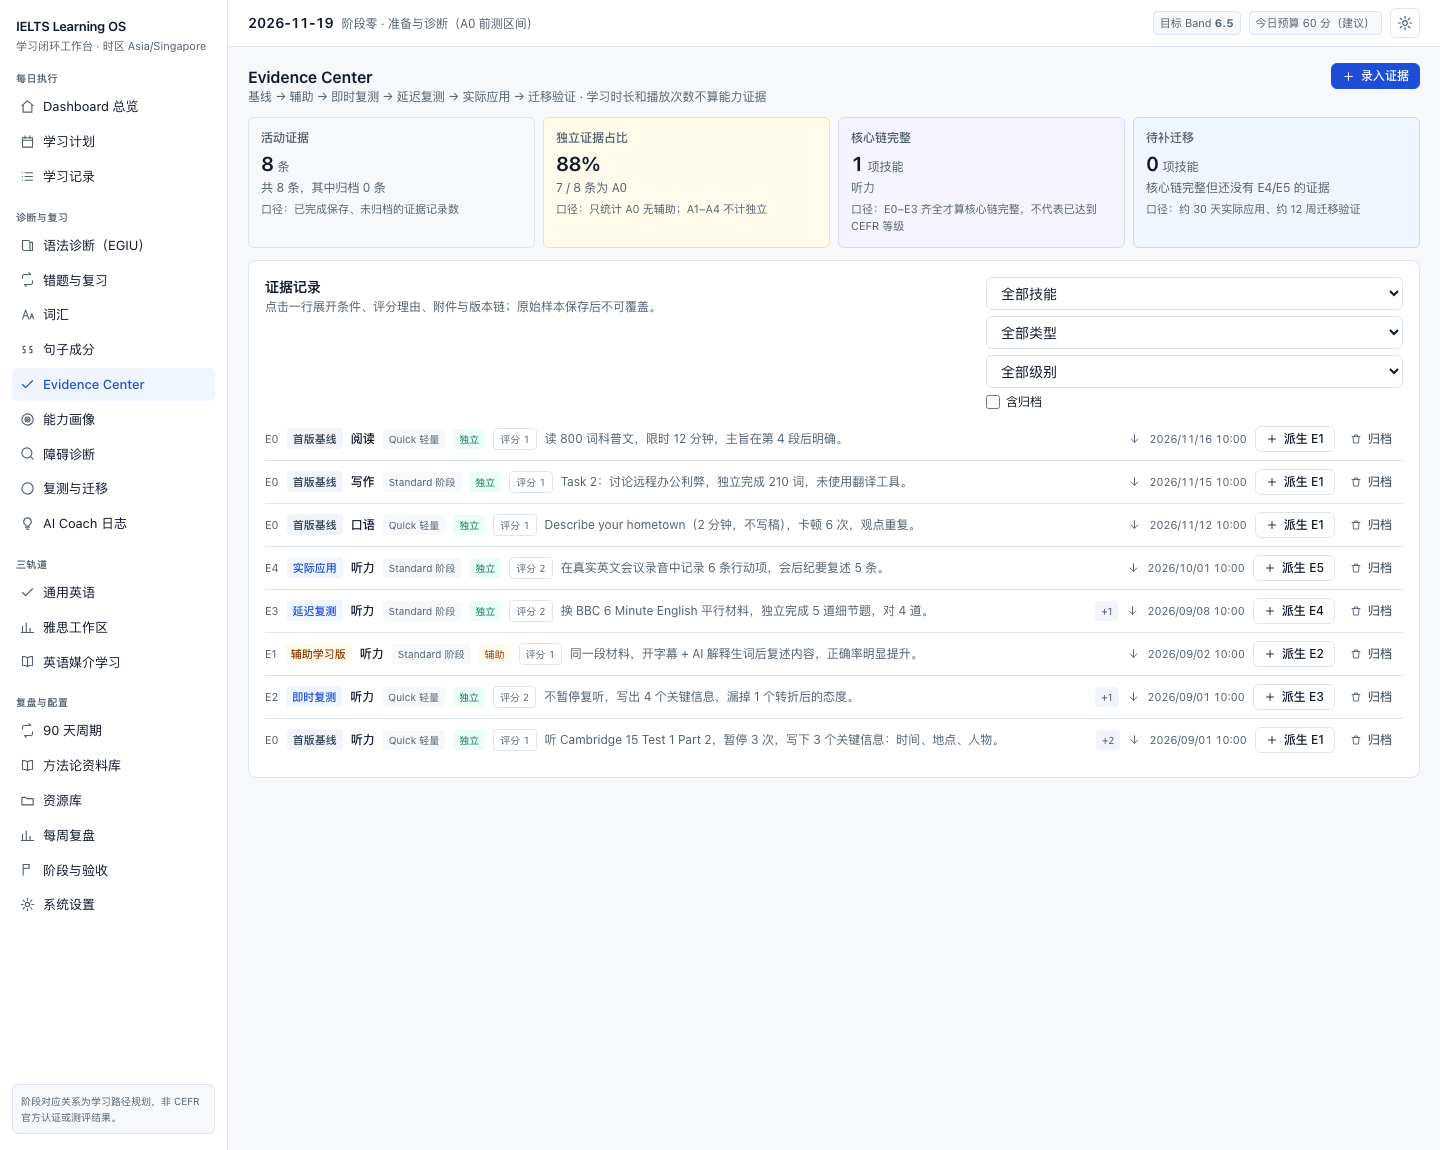 IELTS Learning OS
学习闭环工作台 · 时区 Asia/Singapore
每日执行
Dashboard 总览
学习计划
学习记录
诊断与复习
语法诊断（EGIU）
错题与复习
词汇
句子成分
Evidence Center
能力画像
障碍诊断
复测与迁移
AI Coach 日志
三轨道
通用英语
雅思工作区
英语媒介学习
复盘与配置
90 天周期
方法论资料库
资源库
每周复盘
阶段与验收
系统设置
阶段对应关系为学习路径规划，非 CEFR
官方认证或测评结果。
2026-11-19 阶段零 · 准备与诊断（A0 前测区间）
目标 Band 6.5
今日预算 60 分（建议）
Evidence Center
基线 → 辅助 → 即时复测 → 延迟复测 → 实际应用 → 迁移验证 · 学习时长和播放次数不算能力证据
+ 录入证据
活动证据
8 条
共 8 条，其中归档 0 条
口径：已完成保存、未归档的证据记录数
独立证据占比
88%
7 / 8 条为 A0
口径：只统计 A0 无辅助；A1–A4 不计独立
核心链完整
1 项技能
听力
口径：E0–E3 齐全才算核心链完整，不代表已达到
CEFR 等级
待补迁移
0 项技能
核心链完整但还没有 E4/E5 的证据
口径：约 30 天实际应用、约 12 周迁移验证
证据记录
点击一行展开条件、评分理由、附件与版本链；原始样本保存后不可覆盖。
全部技能
全部类型
全部级别
含归档
E0 首版基线 阅读 Quick 轻量 独立 评分 1 读 800 词科普文，限时 12 分钟，主旨在第 4 段后明确。 ↓ 2026/11/16 10:00 + 派生 E1 归档
E0 首版基线 写作 Standard 阶段 独立 评分 1 Task 2：讨论远程办公利弊，独立完成 210 词，未使用翻译工具。 ↓ 2026/11/15 10:00 + 派生 E1 归档
E0 首版基线 口语 Quick 轻量 独立 评分 1 Describe your hometown（2 分钟，不写稿），卡顿 6 次，观点重复。 ↓ 2026/11/12 10:00 + 派生 E1 归档
E4 实际应用 听力 Standard 阶段 独立 评分 2 在真实英文会议录音中记录 6 条行动项，会后纪要复述 5 条。 ↓ 2026/10/01 10:00 + 派生 E5 归档
E3 延迟复测 听力 Standard 阶段 独立 评分 2 换 BBC 6 Minute English 平行材料，独立完成 5 道细节题，对 4 道。 +1 ↓ 2026/09/08 10:00 + 派生 E4 归档
E1 辅助学习版 听力 Standard 阶段 辅助 评分 1 同一段材料，开字幕 + AI 解释生词后复述内容，正确率明显提升。 ↓ 2026/09/02 10:00 + 派生 E2 归档
E2 即时复测 听力 Quick 轻量 独立 评分 2 不暂停复听，写出 4 个关键信息，漏掉 1 个转折后的态度。 +1 ↓ 2026/09/01 10:00 + 派生 E3 归档
E0 首版基线 听力 Quick 轻量 独立 评分 1 听 Cambridge 15 Test 1 Part 2，暂停 3 次，写下 3 个关键信息：时间、地点、人物。 +2 ↓ 2026/09/01 10:00 + 派生 E1 归档